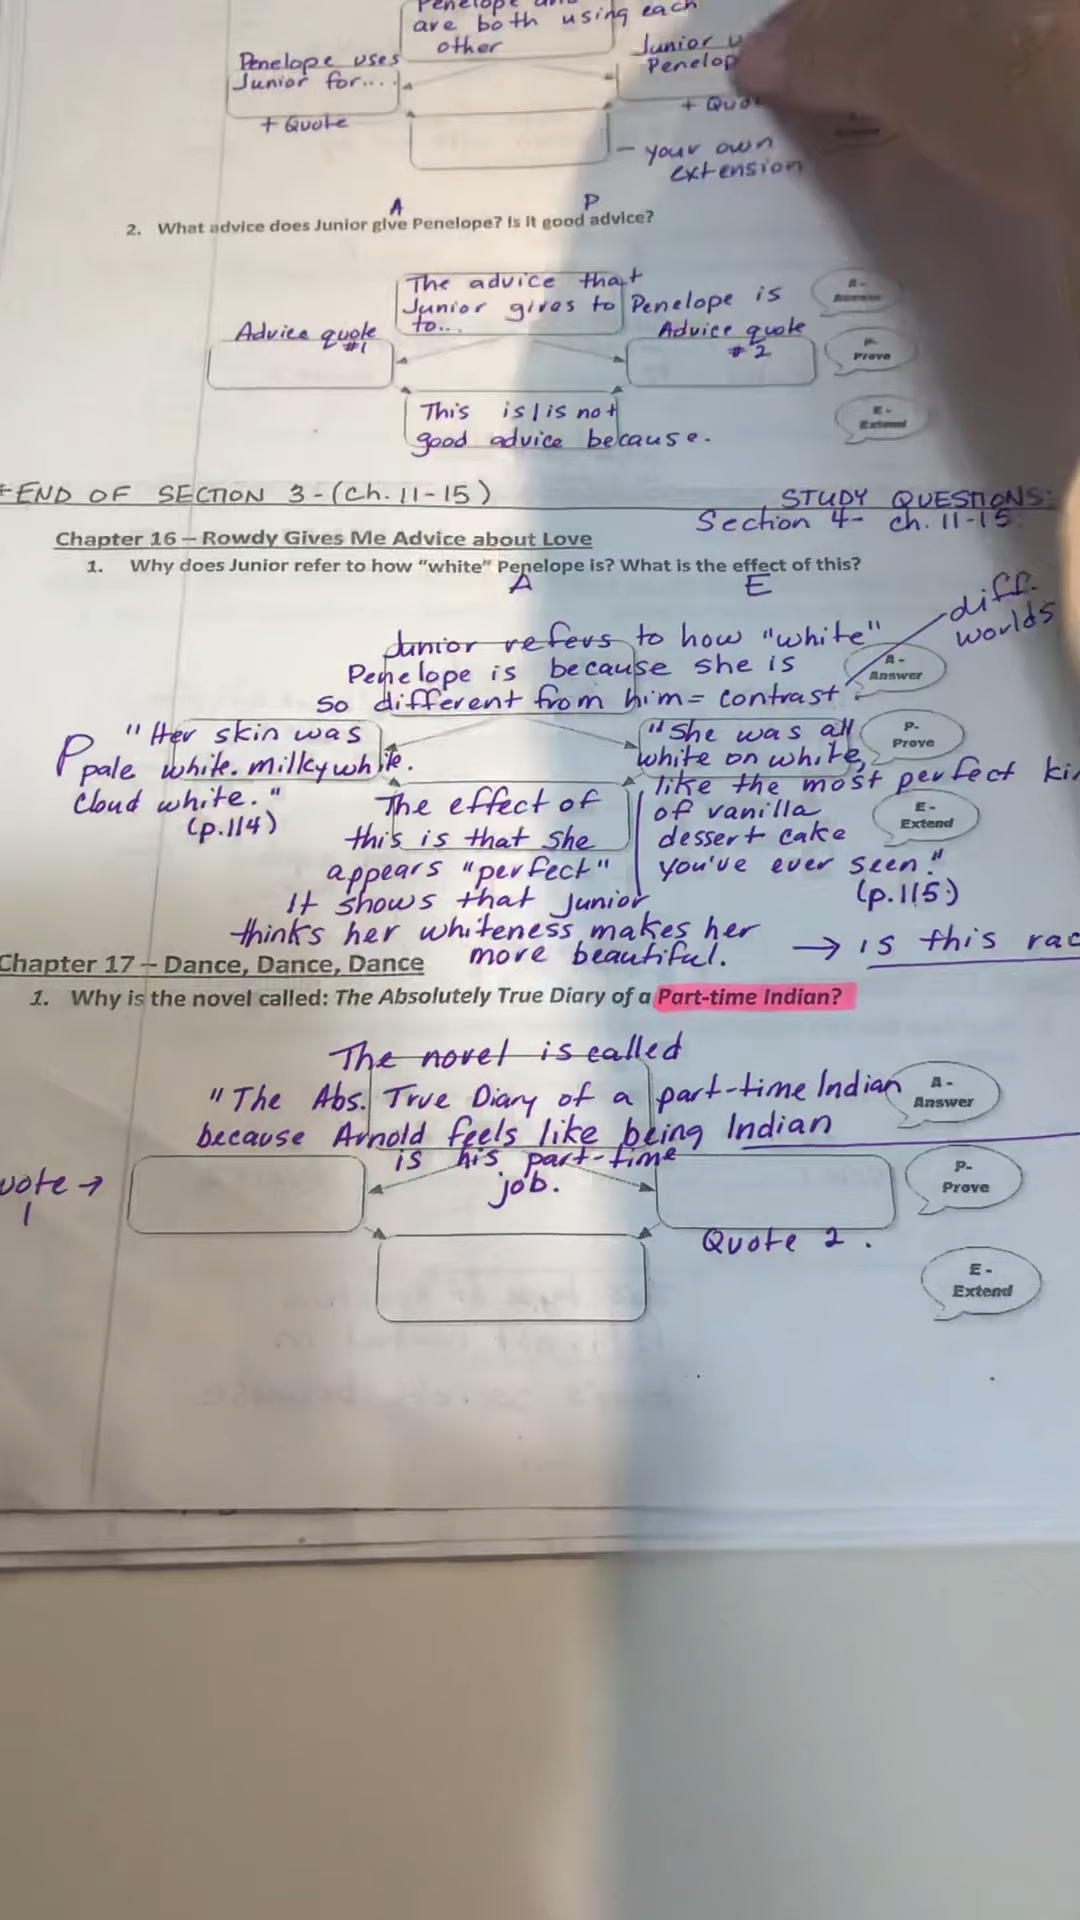 are both using each
other
Penelope uses
Junior for....
Junior
+ Quote
+
- your own
extension
A P
2. What advice does Junior give Penelope? Is it good advice?
The advice that
Junior gives to Penelope is
to...
Advice quote
#1
Advice quote
#2
A -
Answer
P-
Prove
This is/is not
good advice because.
E -
Extend
END OF SECTION 3-(Ch. 11-15)
STUDY QUESTIONS:
Section 4- ch. 11-15
Chapter 16 – Rowdy Gives Me Advice about Love
1. Why does Junior refer to how "white" Penelope is? What is the effect of this?
A E
diff.
worlds
Junior refers to how "white"
Penelope is because she is
so different from him = contrast
A -
Answer
P
"Her skin was
pale white. Milky white.
Cloud white."
(p.114)
"She was all
white on white,
like the most perfect
of vanilla
dessert cake
you've ever seen."
(p.115)
P-
Prove
The effect of
this is that she
appears "perfect"
It shows that Junior
thinks her whiteness makes her
more beautiful.
E -
Extend
→ is this
Chapter 17 – Dance, Dance, Dance
1. Why is the novel called: The Absolutely True Diary of a Part-time Indian?
The novel is called
"The Abs. True Diary of a part-time Indian
because Arnold feels like being Indian
is his part-time
job.
A -
Answer
→
1
Quote 2.
P-
Prove
E -
Extend